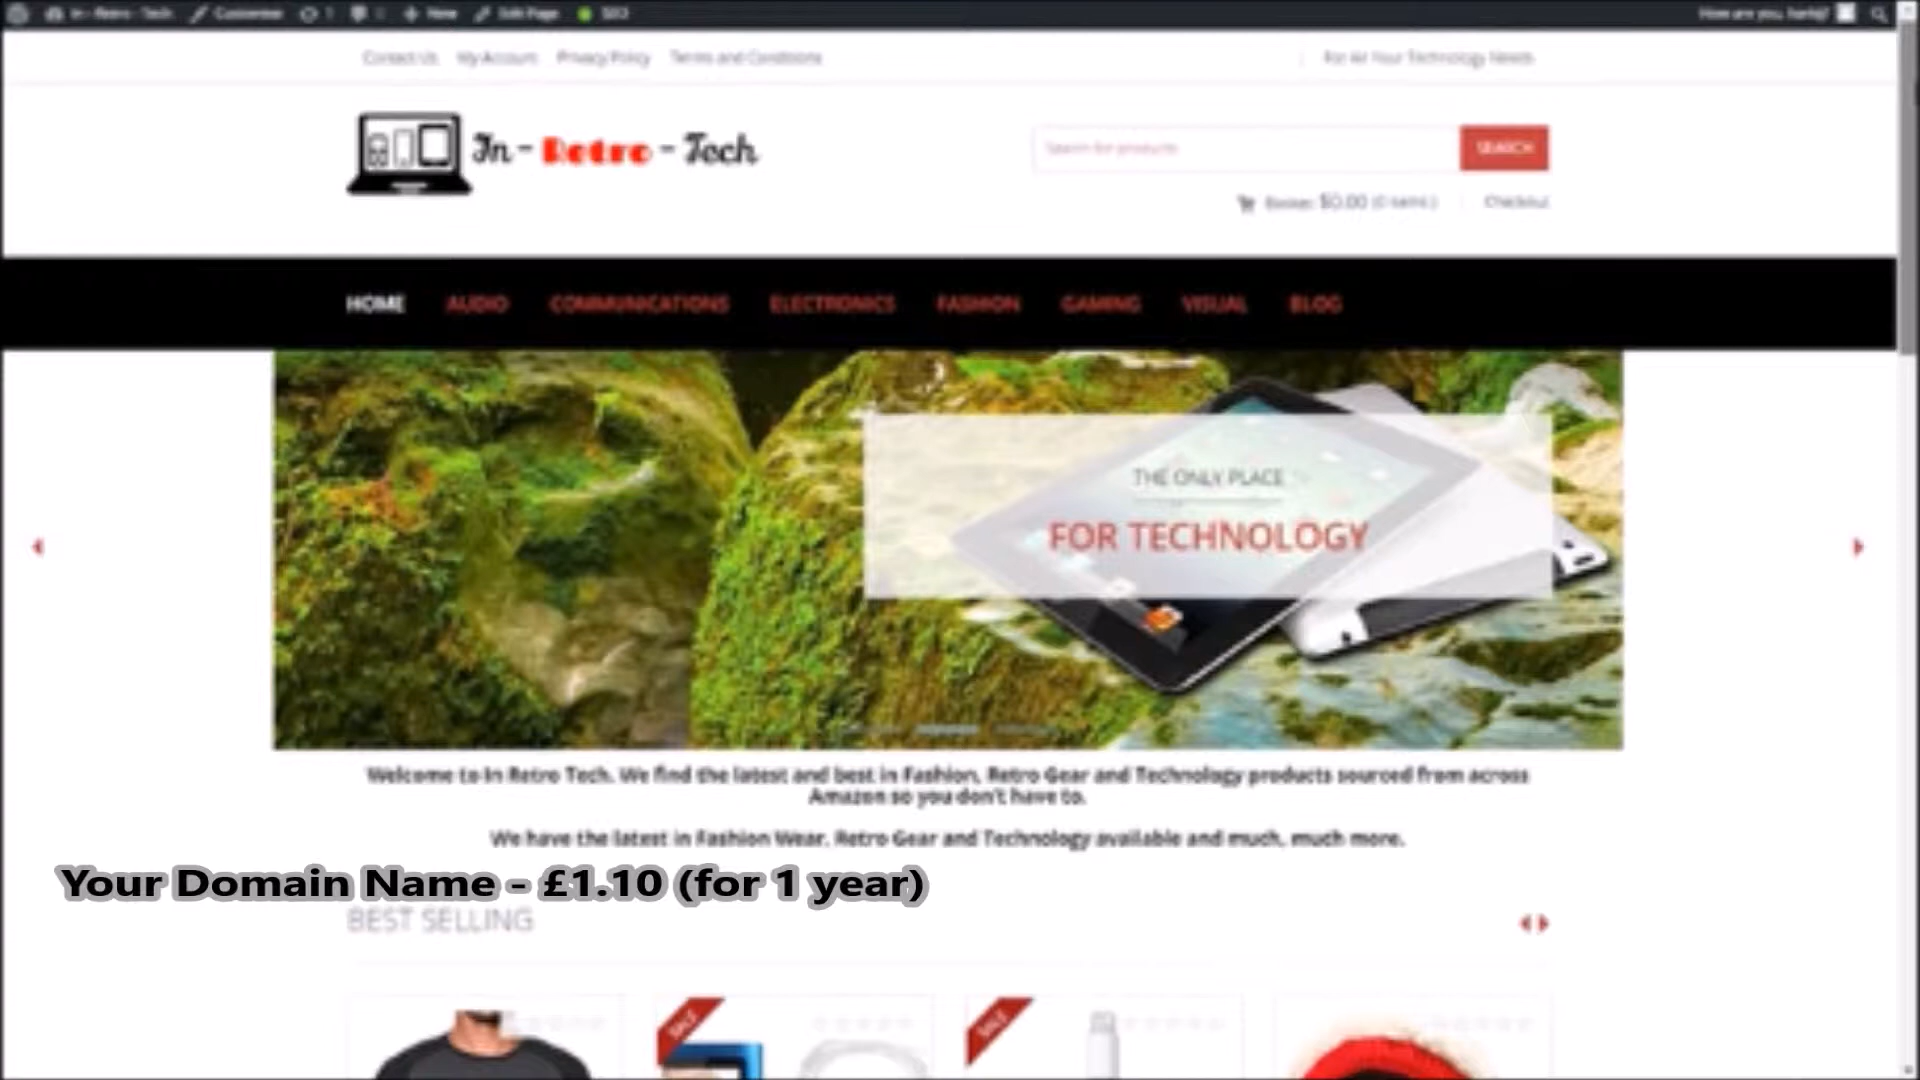 In - Retro - Tech
Customise
1
New
Edit Page
SEO
Contact Us
My Account
Privacy Policy
Terms and Conditions
For All Your Technology Needs
In - Retro - Tech
Search for products
SEARCH
Basket: $0.00 (0 items)
Checkout
HOME
AUDIO
COMMUNICATIONS
ELECTRONICS
FASHION
GAMING
VISUAL
BLOG
THE ONLY PLACE
FOR TECHNOLOGY
Welcome to In Retro Tech. We find the latest and best in Fashion, Retro Gear and Technology products sourced from across
Amazon so you don't have to.
We have the latest in Fashion Wear, Retro Gear and Technology available and much, much more.
Your Domain Name - £1.10 (for 1 year)
BEST SELLING
SALE
SALE